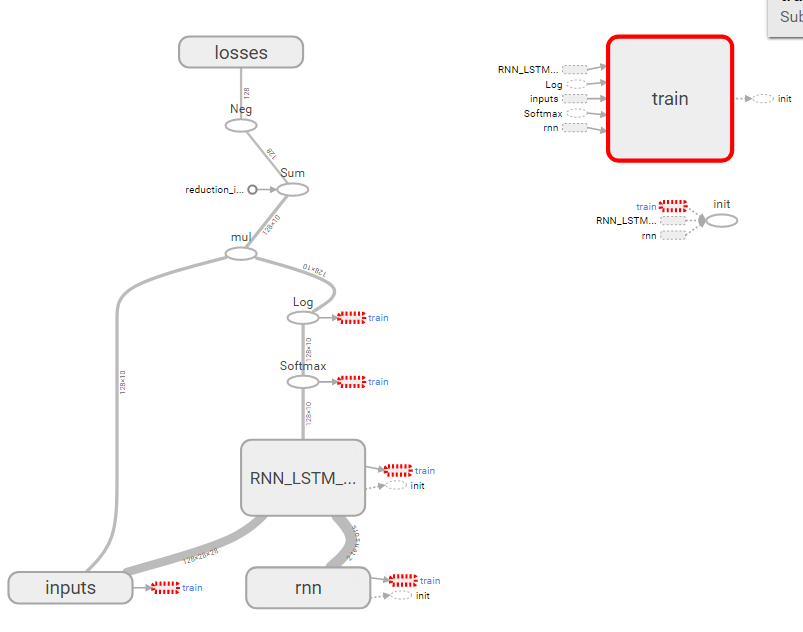 Sub
losses
128
Neg
128
Sum
reduction_i...
128×10
mul
128×10
128×10
Log
train
128×10
Softmax
train
128×10
RNN_LSTM_...
train
init
128×28×28
inputs
train
rnn
train
init
RNN_LSTM...
Log
inputs
Softmax
rnn
train
init
train
RNN_LSTM...
rnn
init